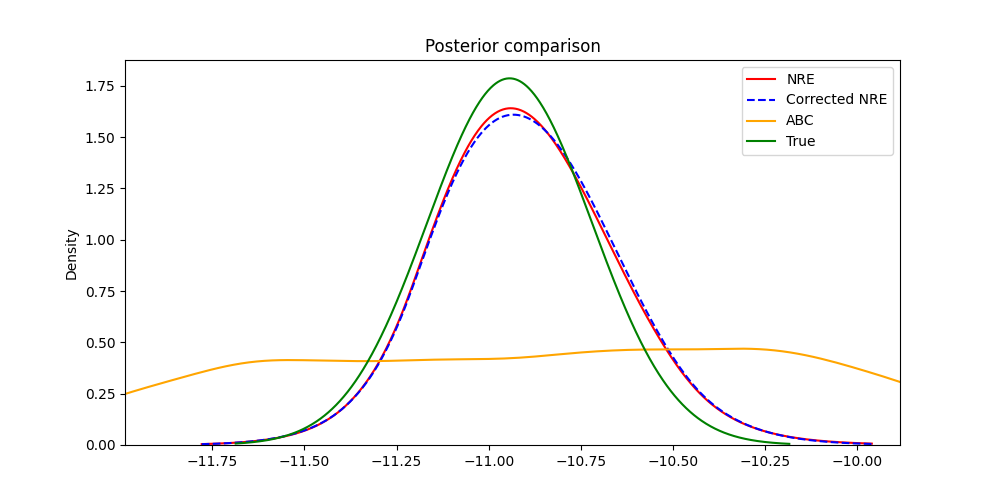 Posterior comparison
NRE
Corrected NRE
ABC
True
Density
1.75
1.50
1.25
1.00
0.75
0.50
0.25
0.00
−11.75 −11.50 −11.25 −11.00 −10.75 −10.50 −10.25 −10.00